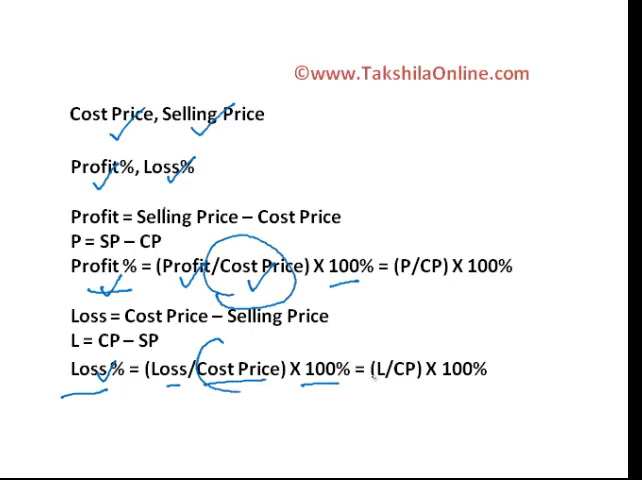 ©www.TakshilaOnline.com
Cost Price, Selling Price
Profit%, Loss%
Profit = Selling Price – Cost Price
P = SP – CP
Profit % = (Profit/Cost Price) X 100% = (P/CP) X 100%
Loss = Cost Price – Selling Price
L = CP – SP
Loss % = (Loss/Cost Price) X 100% = (L/CP) X 100%